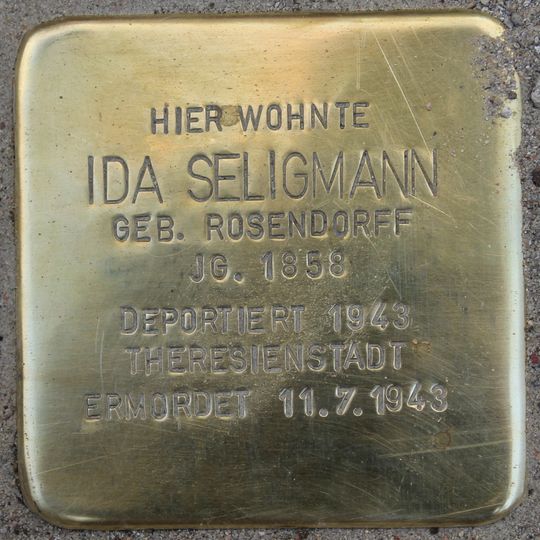 HIER WOHNTE
IDA SELIGMANN
GEB. ROSENDORFF
JG. 1858
DEPORTIERT 1943
THERESIENSTADT
ERMORDET 11.7.1943